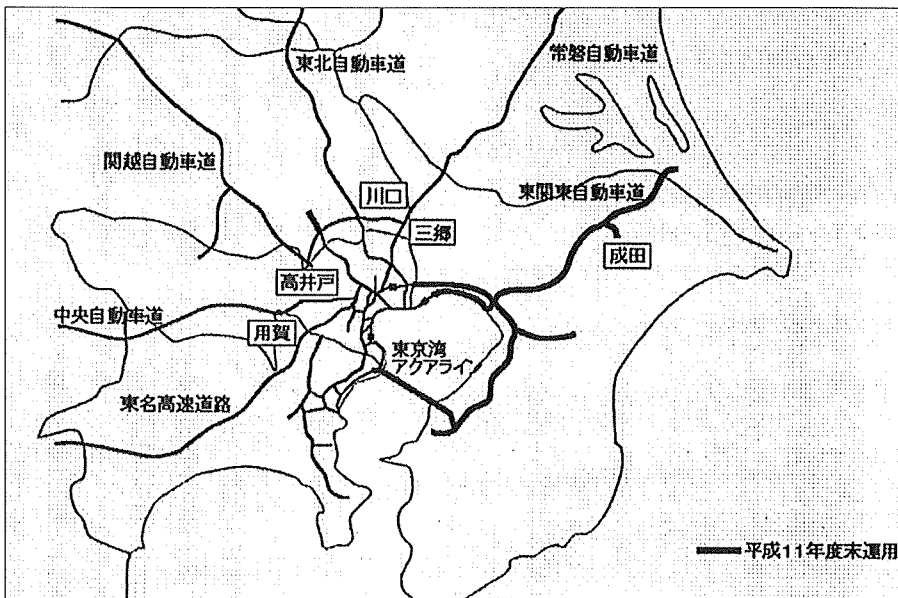 東北自動車道
常磐自動車道
関越自動車道
川口
東関東自動車道
三郷
成田
高井戸
中央自動車道
用賀
東京湾
アクアライン
東名高速道路
平成11年度末運用